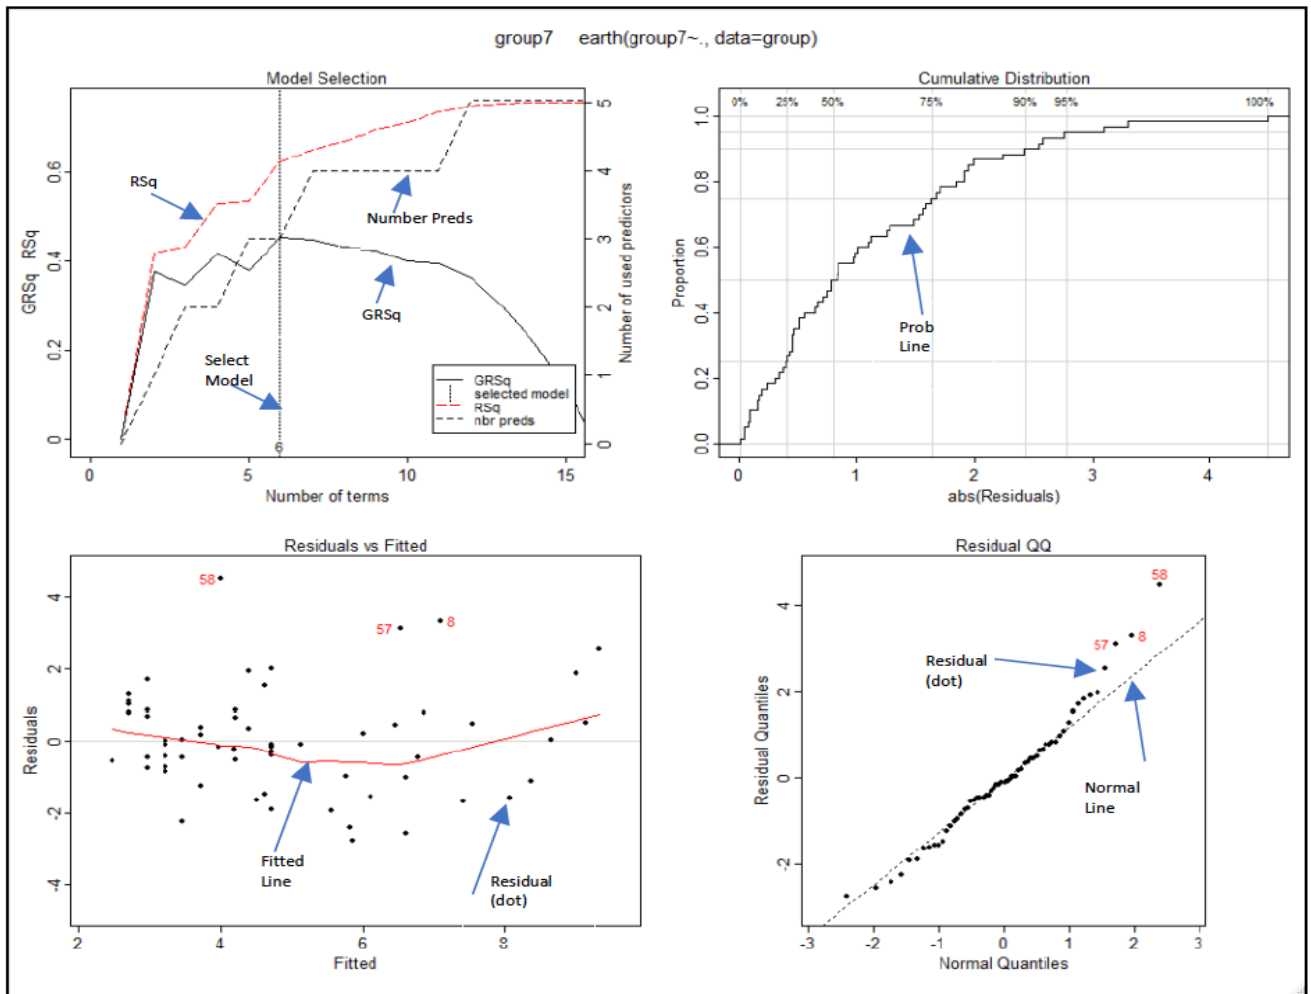 group7    earth(group7~., data=group)
Model Selection
GRSq   RSq
0   0.2   0.4   0.6
RSq
Number Preds
GRSq
Select
Model
GRSq
selected model
RSq
nbr preds
6
0   5   10   15
Number of terms
0   1   2   3   4   5
Number of used predictors
Cumulative Distribution
0%   25%   50%   75%   90%   95%   100%
Proportion
0.0   0.2   0.4   0.6   0.8   1.0
Prob
Line
0   1   2   3   4
abs(Residuals)
Residuals vs Fitted
Residuals
-4   -2   0   2   4
58
57
8
Fitted
Line
Residual
(dot)
2   4   6   8
Fitted
Residual QQ
Residual Quantiles
-2   0   2   4
58
57
8
Residual
(dot)
Normal
Line
-3   -2   -1   0   1   2   3
Normal Quantiles